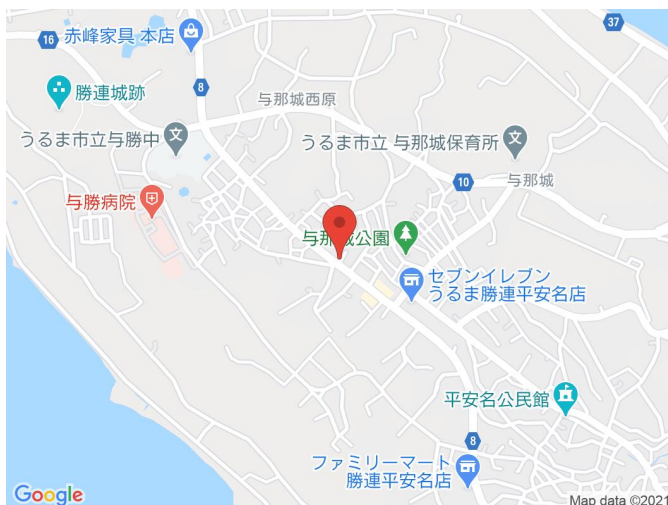 37
16
赤峰家具 本店
8
勝連城跡
与那城西原
うるま市立与勝中
うるま市立 与那城保育所
与那城
10
与勝病院
与那城公園
セブンイレブン
うるま勝連平安名店
平安名公民館
8
ファミリーマート
勝連平安名店
Google
Map data ©2021